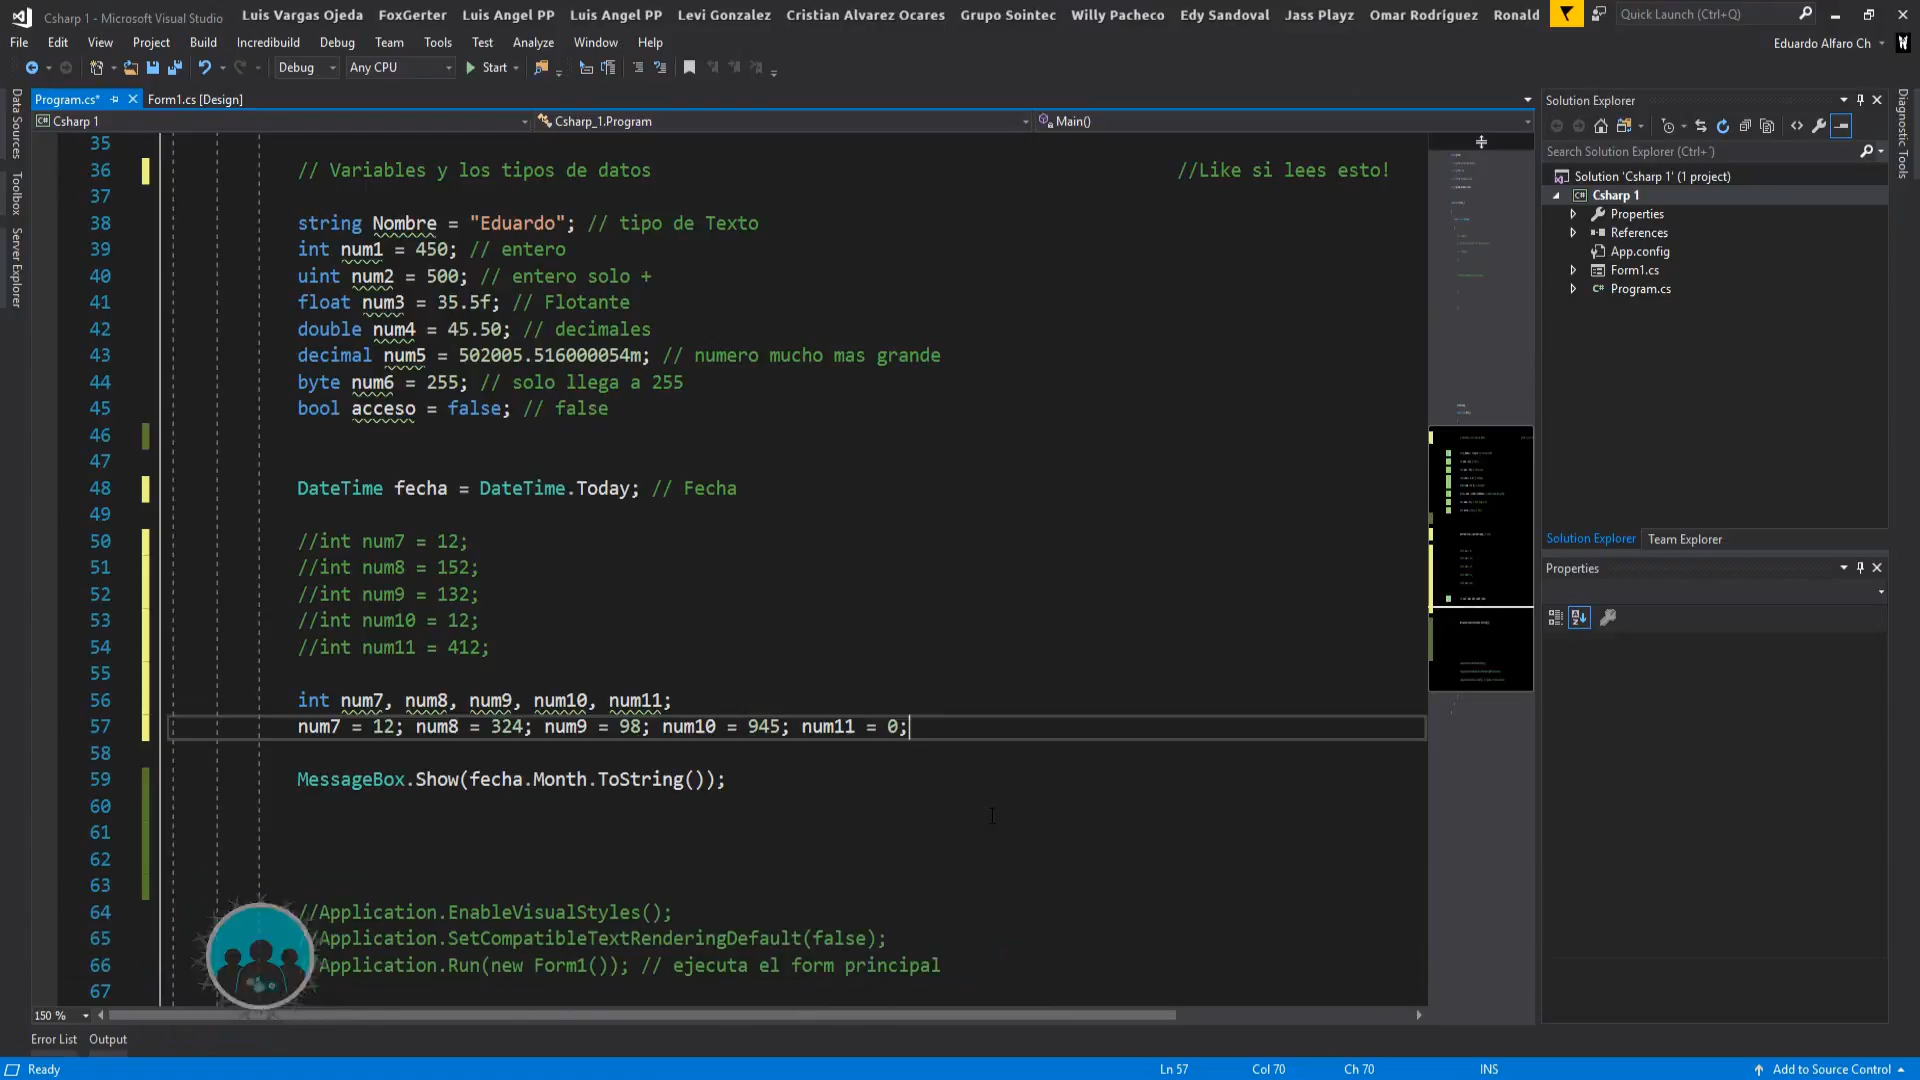 Csharp 1 - Microsoft Visual Studio
Luis Vargas Ojeda FoxGerter Luis Angel PP Luis Angel PP Levi Gonzalez Cristian Alvarez Ocares Grupo Sointec Willy Pacheco Edy Sandoval Jass Playz Omar Rodríguez Ronald
Quick Launch (Ctrl+Q)
File Edit View Project Build Incredibuild Debug Team Tools Test Analyze Window Help
Eduardo Alfaro Ch
Debug Any CPU Start
Program.cs* Form1.cs [Design]
Csharp 1 Csharp_1.Program Main()
Data Sources
Toolbox
Server Explorer
35
36 // Variables y los tipos de datos //Like si lees esto!
37
38 string Nombre = "Eduardo"; // tipo de Texto
39 int num1 = 450; // entero
40 uint num2 = 500; // entero solo +
41 float num3 = 35.5f; // Flotante
42 double num4 = 45.50; // decimales
43 decimal num5 = 502005.516000054m; // numero mucho mas grande
44 byte num6 = 255; // solo llega a 255
45 bool acceso = false; // false
46
47
48 DateTime fecha = DateTime.Today; // Fecha
49
50 //int num7 = 12;
51 //int num8 = 152;
52 //int num9 = 132;
53 //int num10 = 12;
54 //int num11 = 412;
55
56 int num7, num8, num9, num10, num11;
57 num7 = 12; num8 = 324; num9 = 98; num10 = 945; num11 = 0;
58
59 MessageBox.Show(fecha.Month.ToString());
60
61
62
63
64 //Application.EnableVisualStyles();
65 /Application.SetCompatibleTextRenderingDefault(false);
66 Application.Run(new Form1()); // ejecuta el form principal
67
150 %
Error List Output
Ready Ln 57 Col 70 Ch 70 INS Add to Source Control
Solution Explorer
Search Solution Explorer (Ctrl+´)
Solution 'Csharp 1' (1 project)
Csharp 1
Properties
References
App.config
Form1.cs
Program.cs
Solution Explorer Team Explorer
Properties
Diagnostic Tools